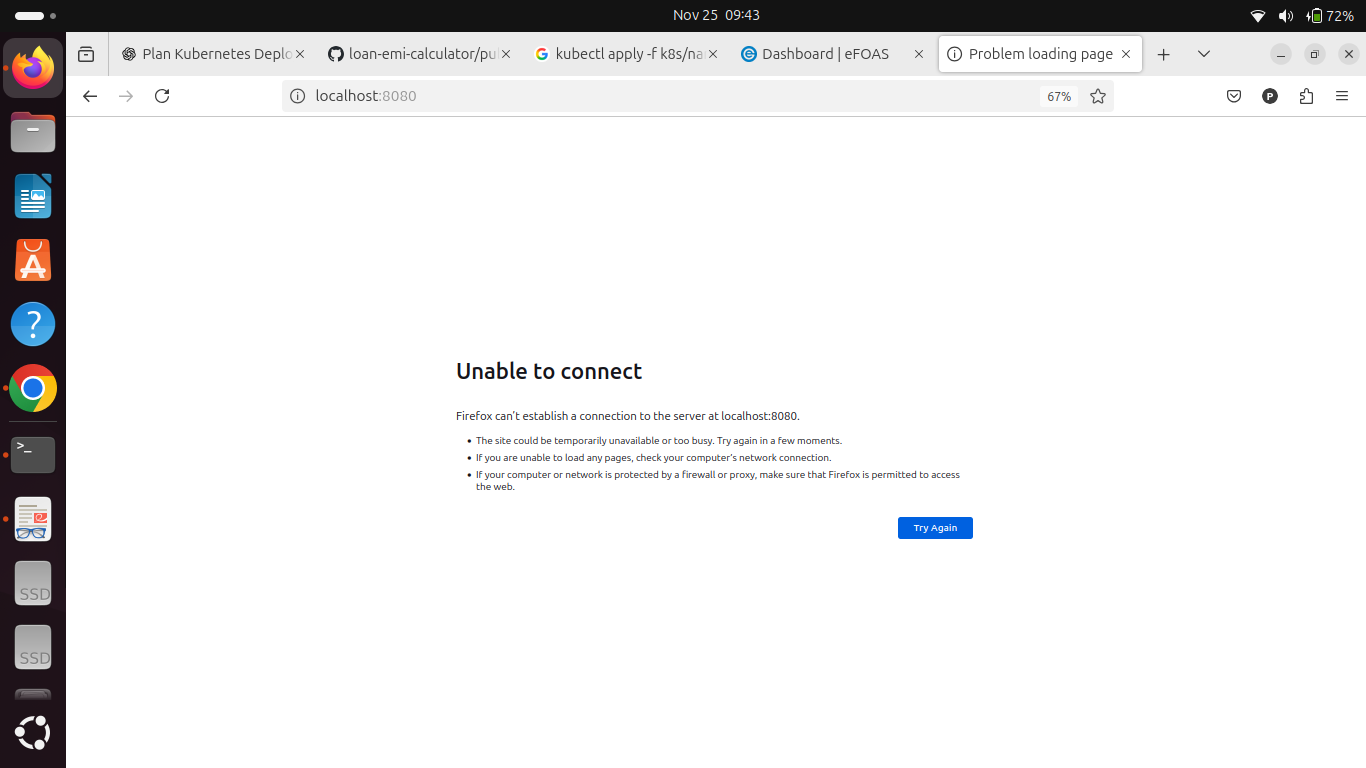 Nov 25 09:43
72%
Plan Kubernetes Deplo
loan-emi-calculator/pul
kubectl apply -f k8s/na
Dashboard | eFOAS
Problem loading page
localhost:8080
67%
P
Unable to connect
Firefox can't establish a connection to the server at localhost:8080.
The site could be temporarily unavailable or too busy. Try again in a few moments.
If you are unable to load any pages, check your computer's network connection.
If your computer or network is protected by a firewall or proxy, make sure that Firefox is permitted to access
the web.
Try Again
?
>_
SSD
SSD